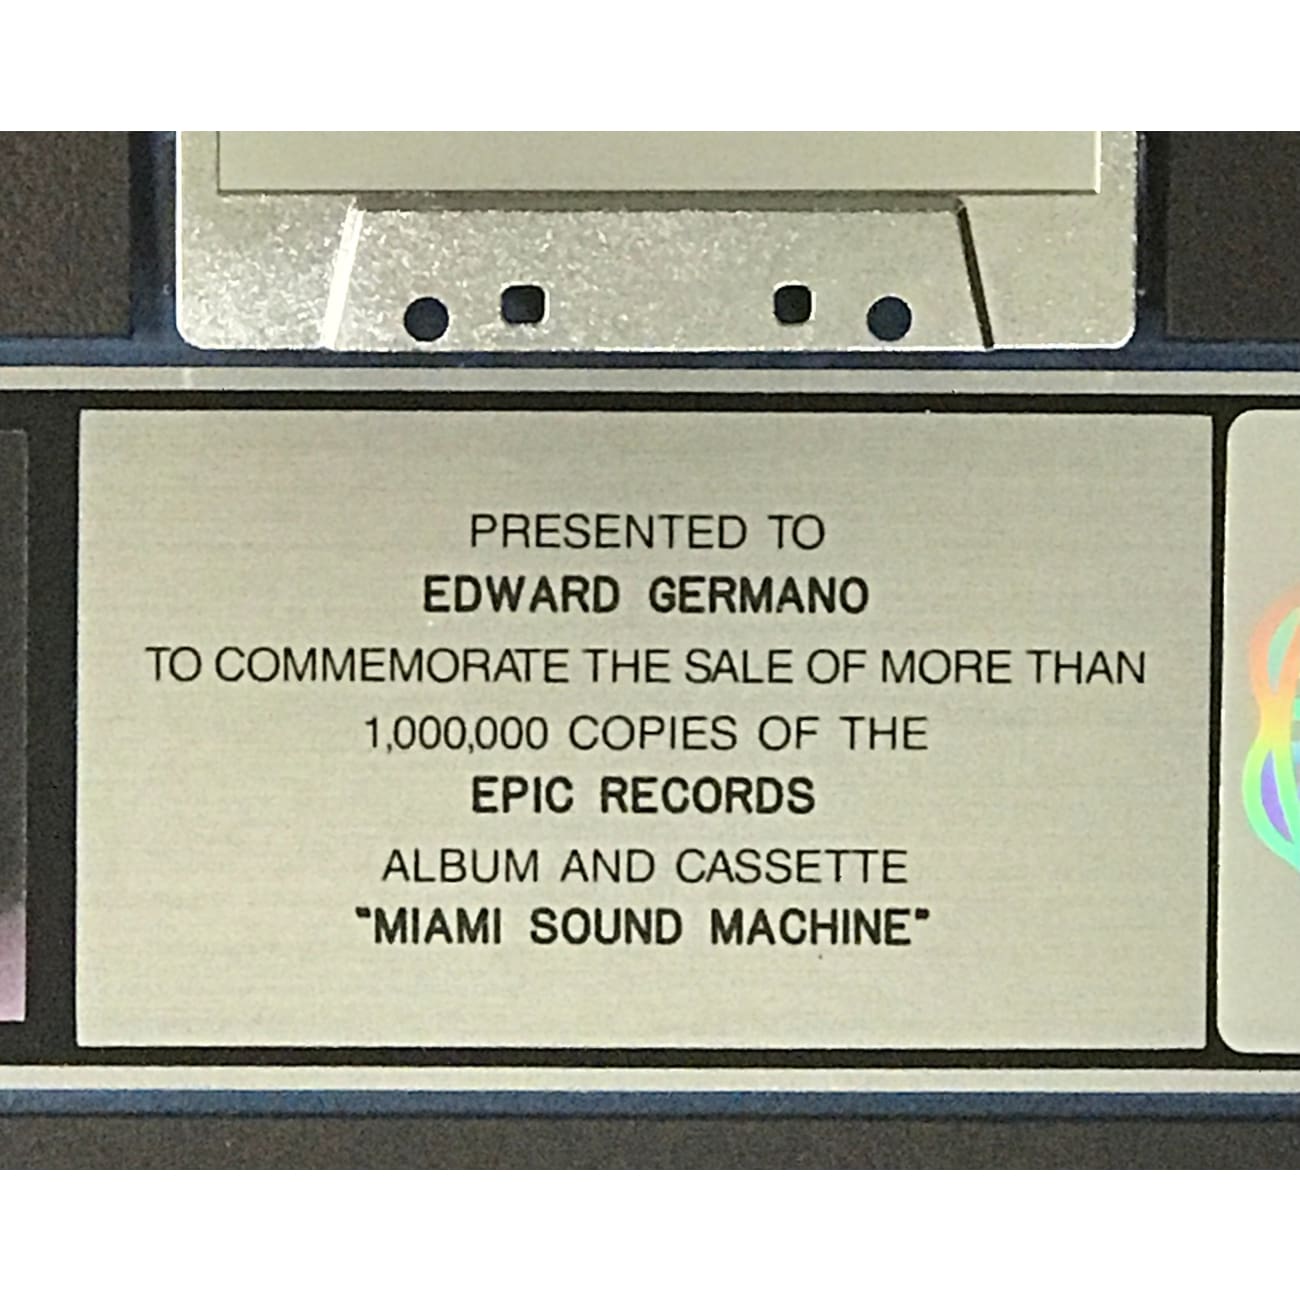 PRESENTED TO
EDWARD GERMANO
TO COMMEMORATE THE SALE OF MORE THAN
1,000,000 COPIES OF THE
EPIC RECORDS
ALBUM AND CASSETTE
"MIAMI SOUND MACHINE"